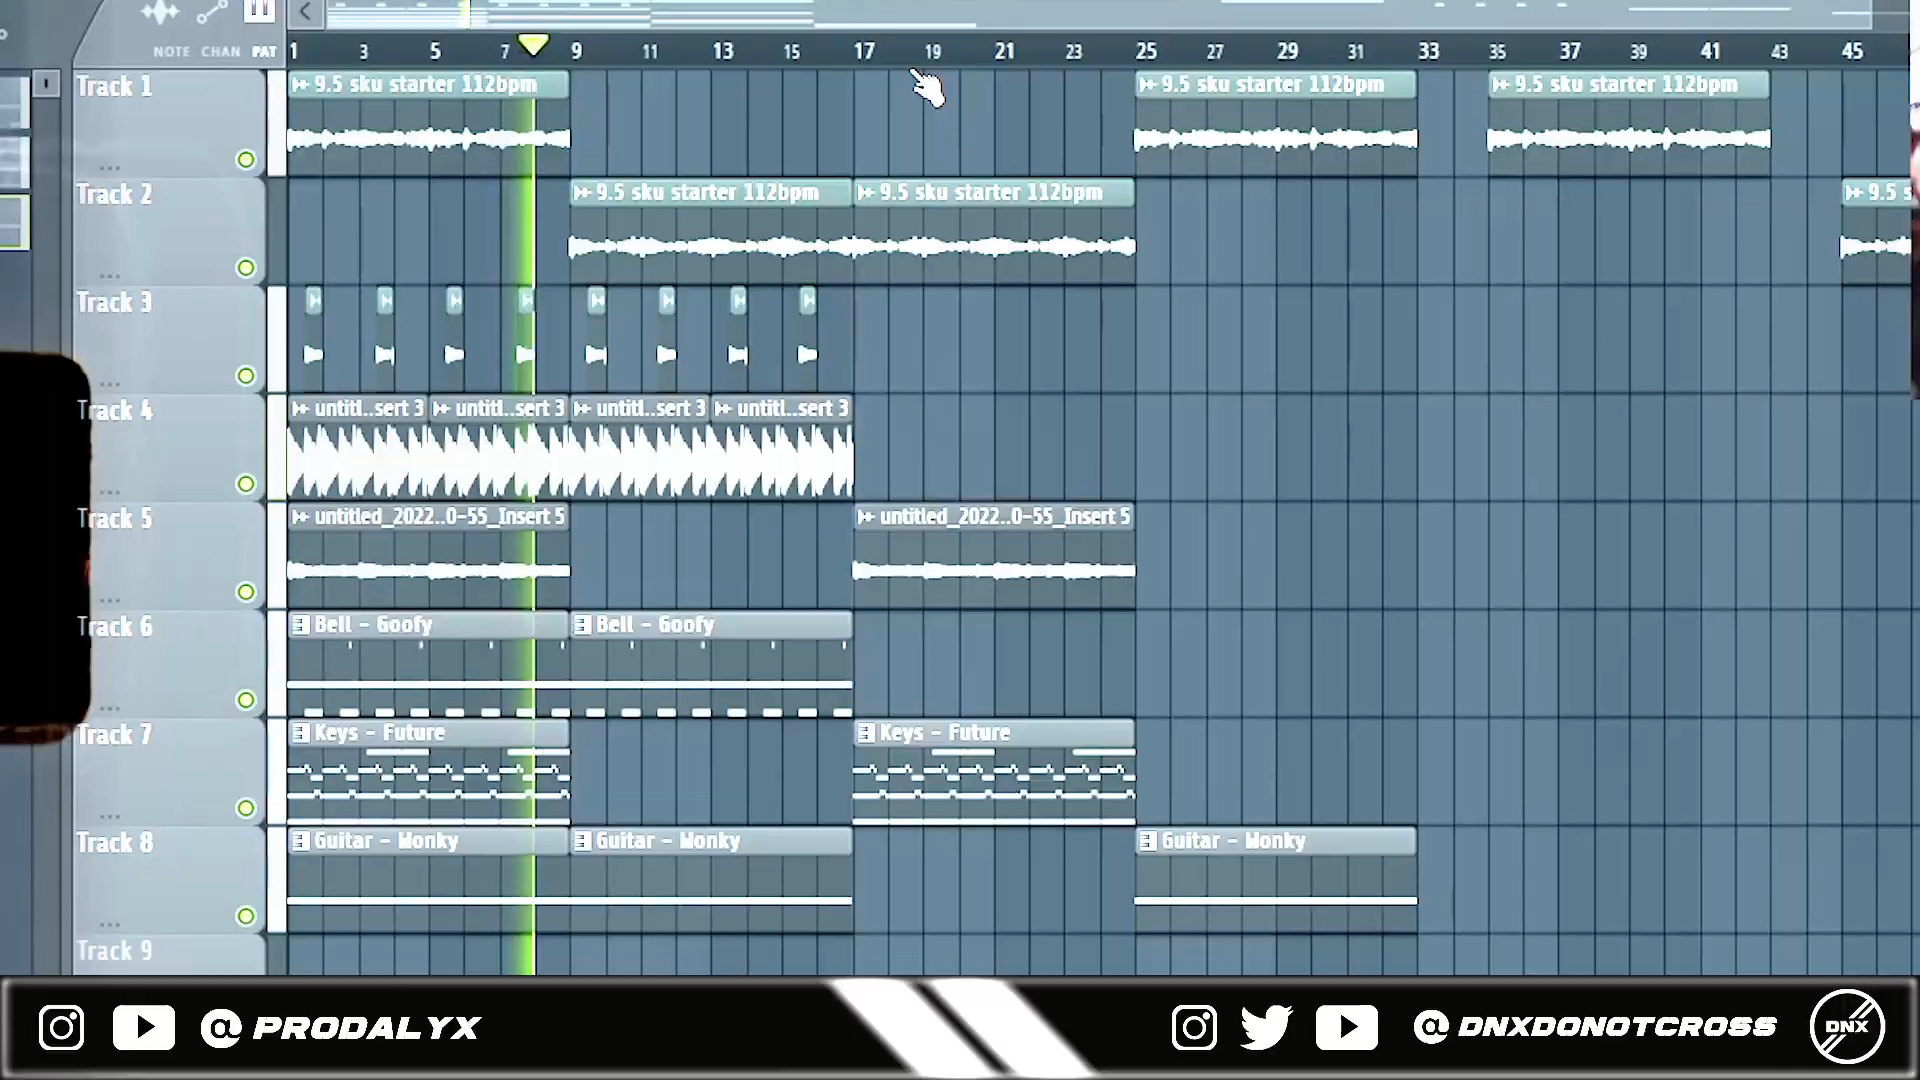 NOTE CHAN PAT
1 3 5 7 9 11 13 15 17 19 21 23 25 27 29 31 33 35 37 39 41 43 45
Track 1
9.5 sku starter 112bpm
9.5 sku starter 112bpm
9.5 sku starter 112bpm
Track 2
9.5 sku starter 112bpm
9.5 sku starter 112bpm
9.5 s
Track 3
Track 4
untitl..sert 3
untitl..sert 3
untitl..sert 3
untitl..sert 3
Track 5
untitled_2022..0-55_Insert 5
untitled_2022..0-55_Insert 5
Track 6
Bell - Goofy
Bell - Goofy
Track 7
Keys - Future
Keys - Future
Track 8
Guitar - Wonky
Guitar - Wonky
Guitar - Wonky
Track 9
@ PRODALYX
@ DNXDONOTCROSS
DNX